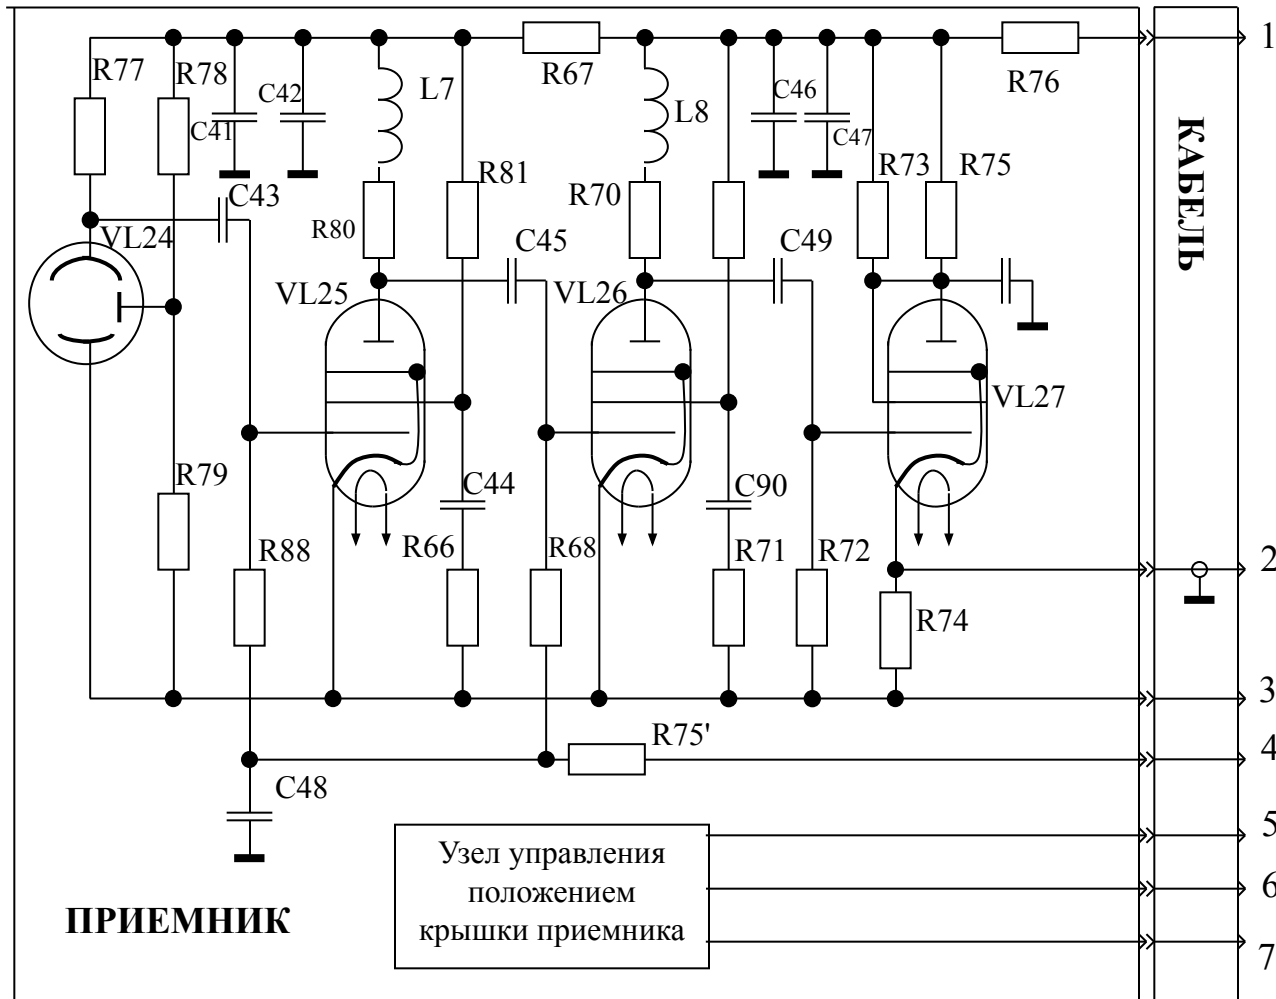 1
R77
R78
C41
C42
L7
R67
L8
C46
C47
R76
КАБЕЛЬ
R81
R80
C43
VL24
R70
R73
R75
C45
C49
VL25
VL26
VL27
R79
C44
C90
R88
R66
R68
R71
R72
2
R74
3
R75'
4
C48
5
Узел управления
положением
крышки приемника
6
ПРИЕМНИК
7